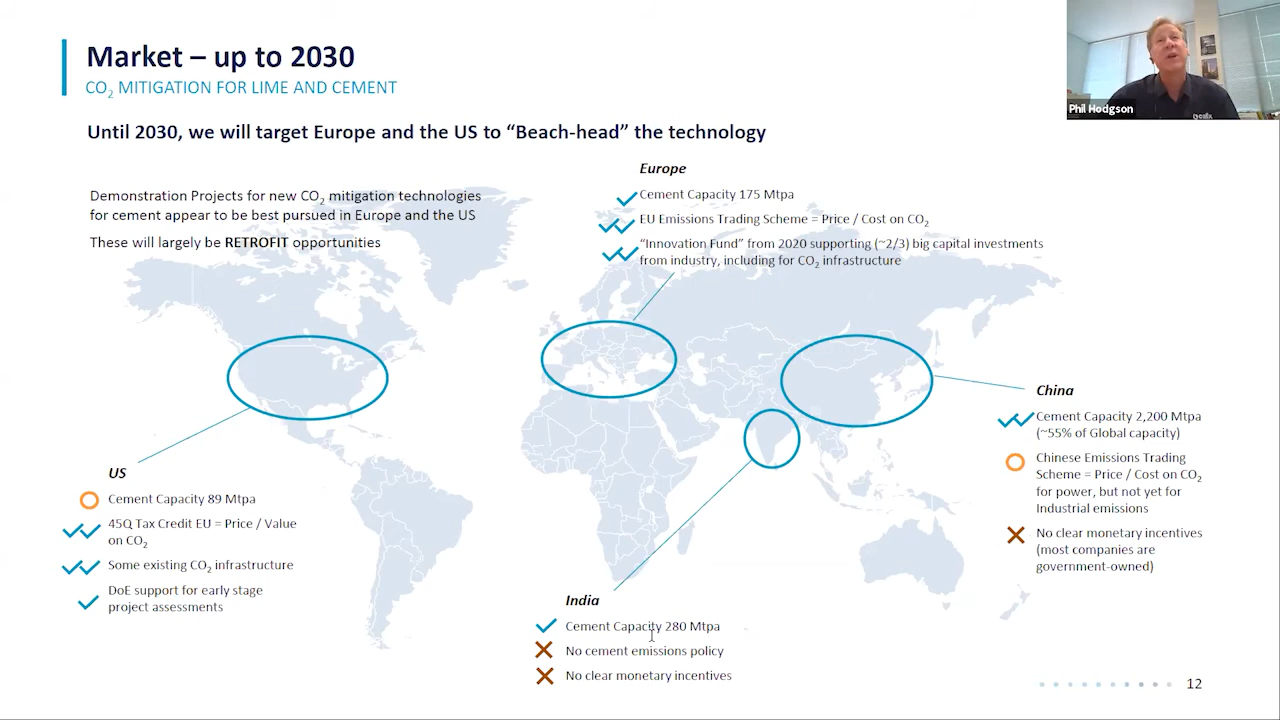 Market – up to 2030
CO2 MITIGATION FOR LIME AND CEMENT
Until 2030, we will target Europe and the US to “Beach-head” the technology
Demonstration Projects for new CO2 mitigation technologies
for cement appear to be best pursued in Europe and the US
These will largely be RETROFIT opportunities
Europe
Cement Capacity 175 Mtpa
EU Emissions Trading Scheme = Price / Cost on CO2
“Innovation Fund” from 2020 supporting (~2/3) big capital investments
from industry, including for CO2 infrastructure
Phil Hodgson
calix
China
Cement Capacity 2,200 Mtpa
(~55% of Global capacity)
Chinese Emissions Trading
Scheme = Price / Cost on CO2
for power, but not yet for
Industrial emissions
No clear monetary incentives
(most companies are
government-owned)
US
Cement Capacity 89 Mtpa
45Q Tax Credit EU = Price / Value
on CO2
Some existing CO2 infrastructure
DoE support for early stage
project assessments
India
Cement Capacity 280 Mtpa
No cement emissions policy
No clear monetary incentives
12